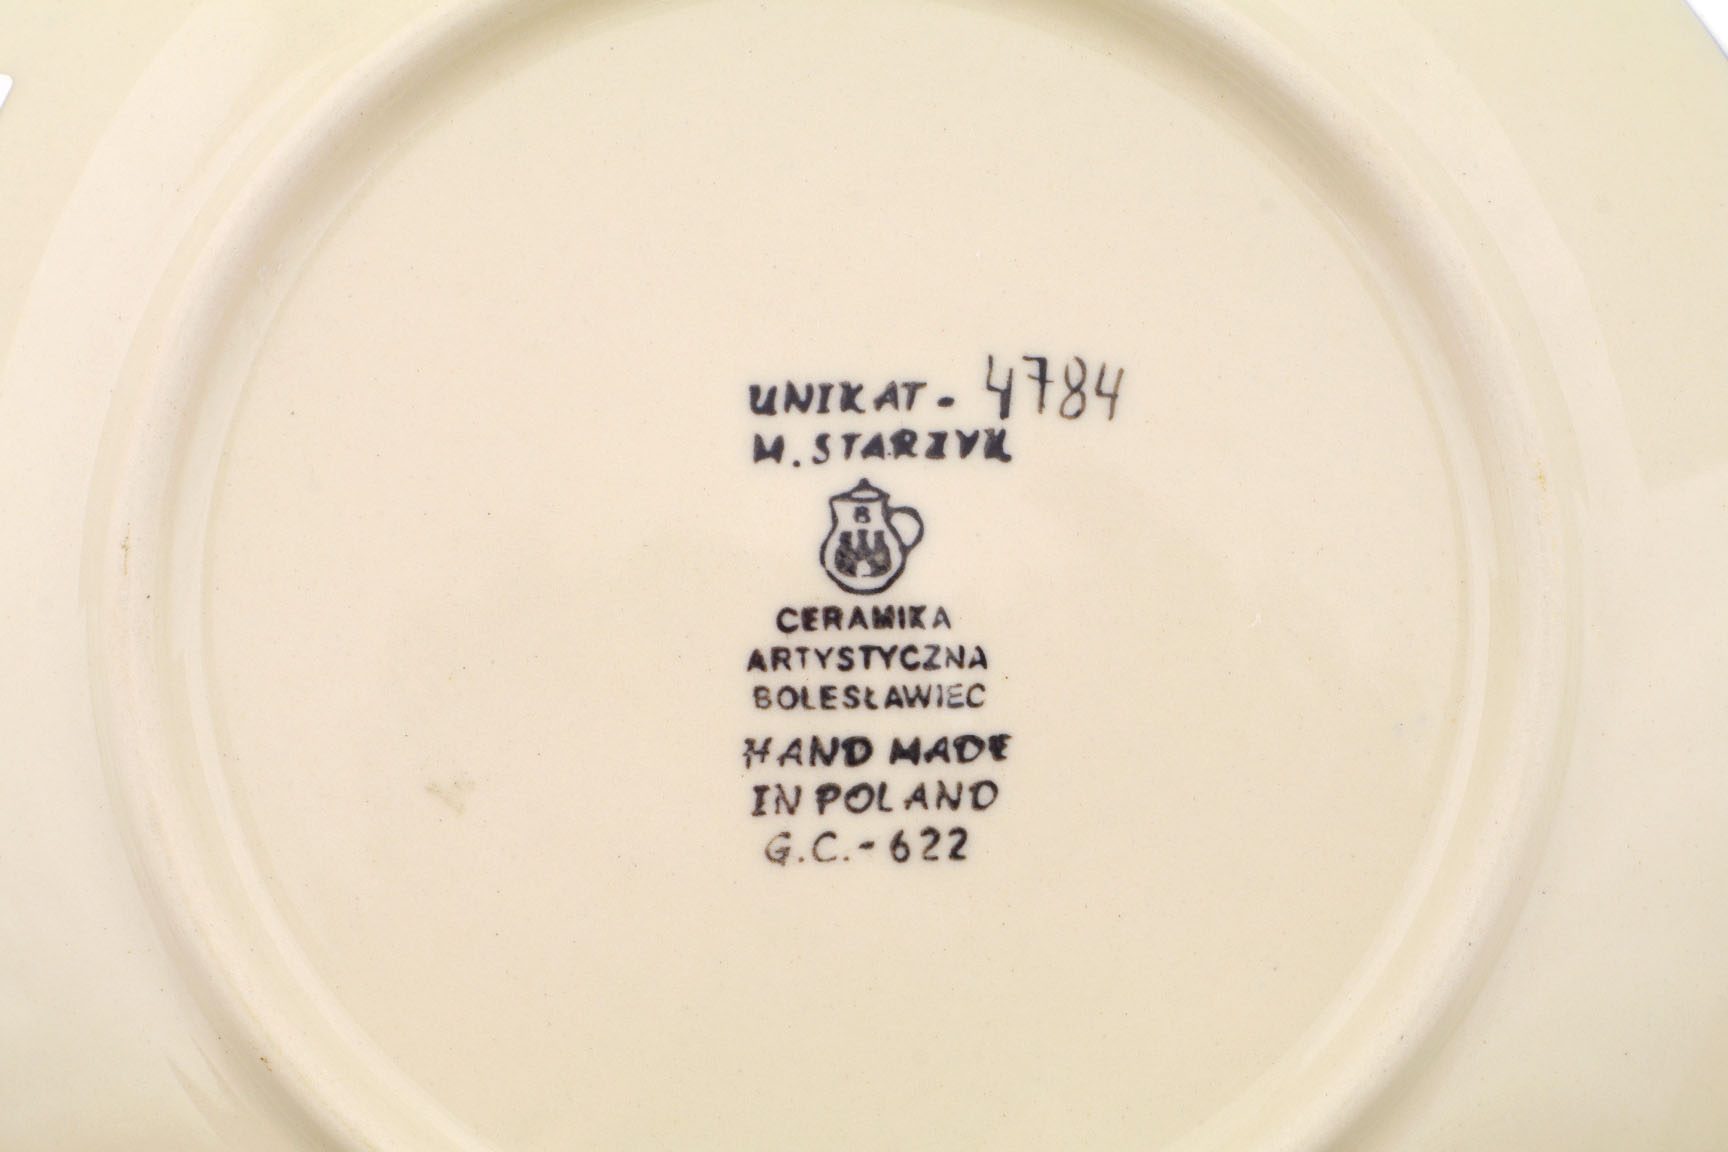 UNIKAT - 4784
M. STARZYK
B
CERAMIKA
ARTYSTYCZNA
BOLESŁAWIEC
HAND MADE
IN POLAND
G.C.-622